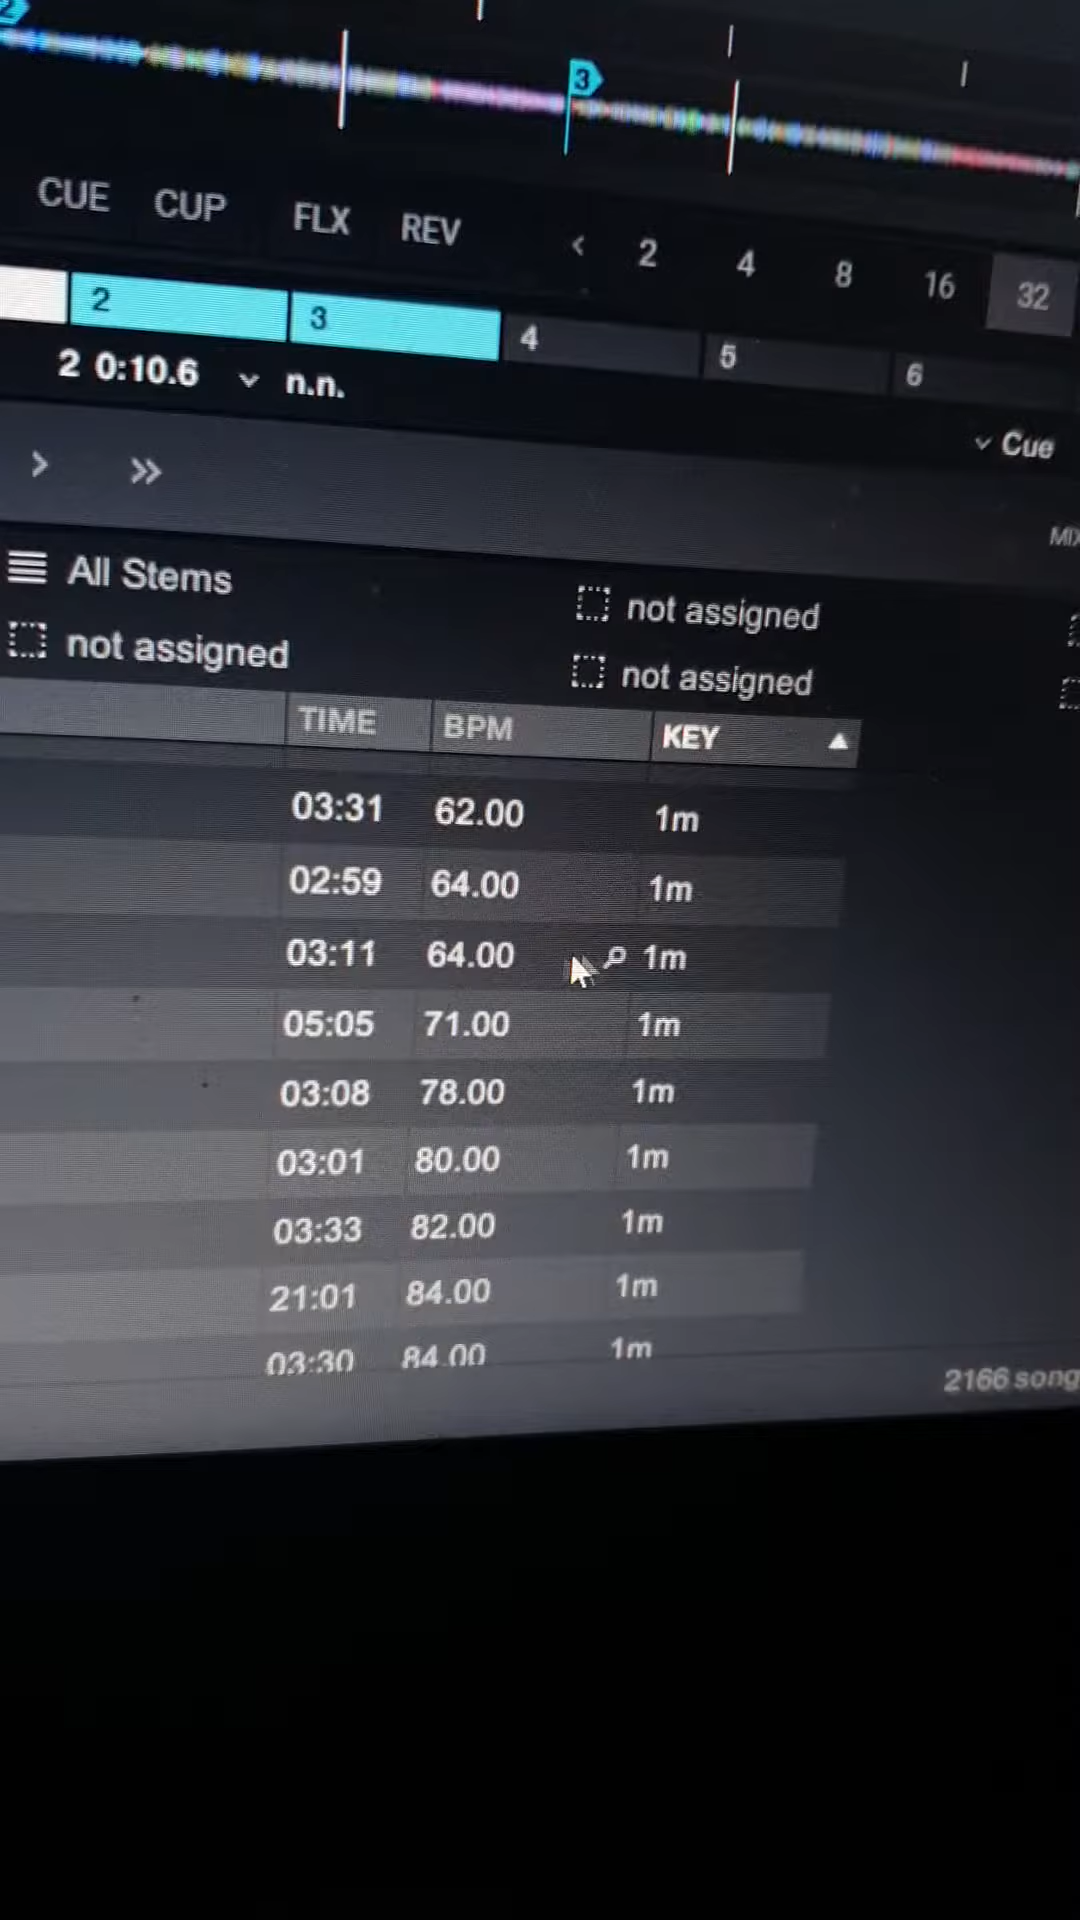 2
3
CUE CUP FLX REV < 2 4 8 16 32
2 3 4 5 6
2 0:10.6 n.n.
Cue
> >>
All Stems not assigned
not assigned not assigned
TIME BPM KEY
03:31 62.00 1m
02:59 64.00 1m
03:11 64.00 1m
05:05 71.00 1m
03:08 78.00 1m
03:01 80.00 1m
03:33 82.00 1m
21:01 84.00 1m
03:30 84.00 1m
2166 song